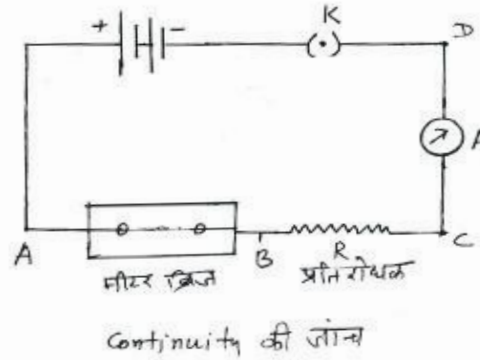 + - K
D
A
A B R C
मीटर ब्रिज प्रतिरोधक
Continuity की जांच